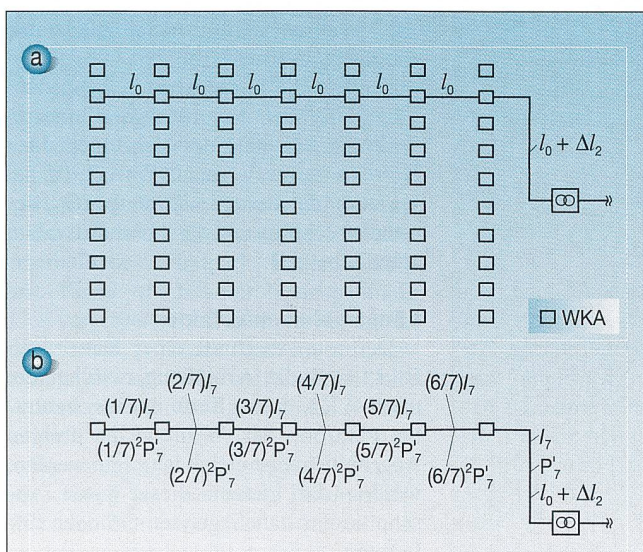 a
l₀ l₀ l₀ l₀ l₀ l₀
l₀ + Δl₂
WKA
b
(2/7)I₇ (4/7)I₇ (6/7)I₇
(1/7)I₇ (3/7)I₇ (5/7)I₇
I₇
(1/7)²P'₇ (3/7)²P'₇ (5/7)²P'₇
P'₇
(2/7)²P'₇ (4/7)²P'₇ (6/7)²P'₇
l₀ + Δl₂